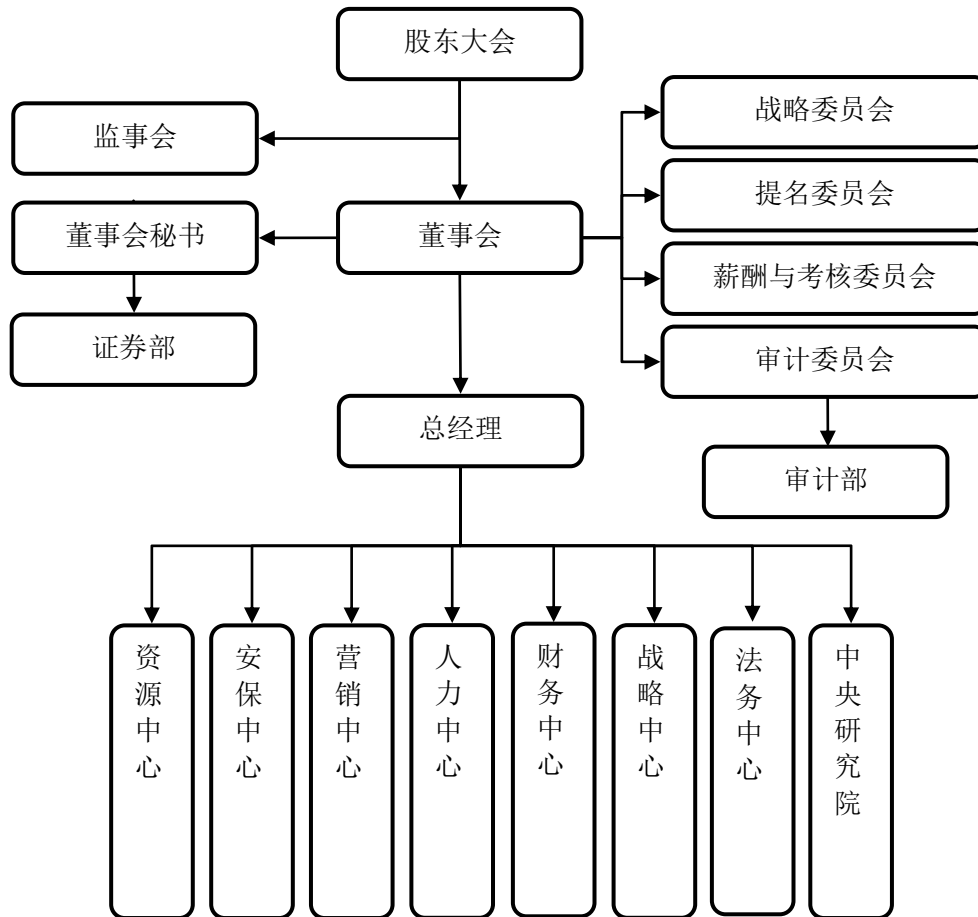 股东大会
战略委员会
监事会
提名委员会
董事会秘书
董事会
薪酬与考核委员会
证券部
审计委员会
总经理
审计部
资源中心
安保中心
营销中心
人力中心
财务中心
战略中心
法务中心
中央研究院